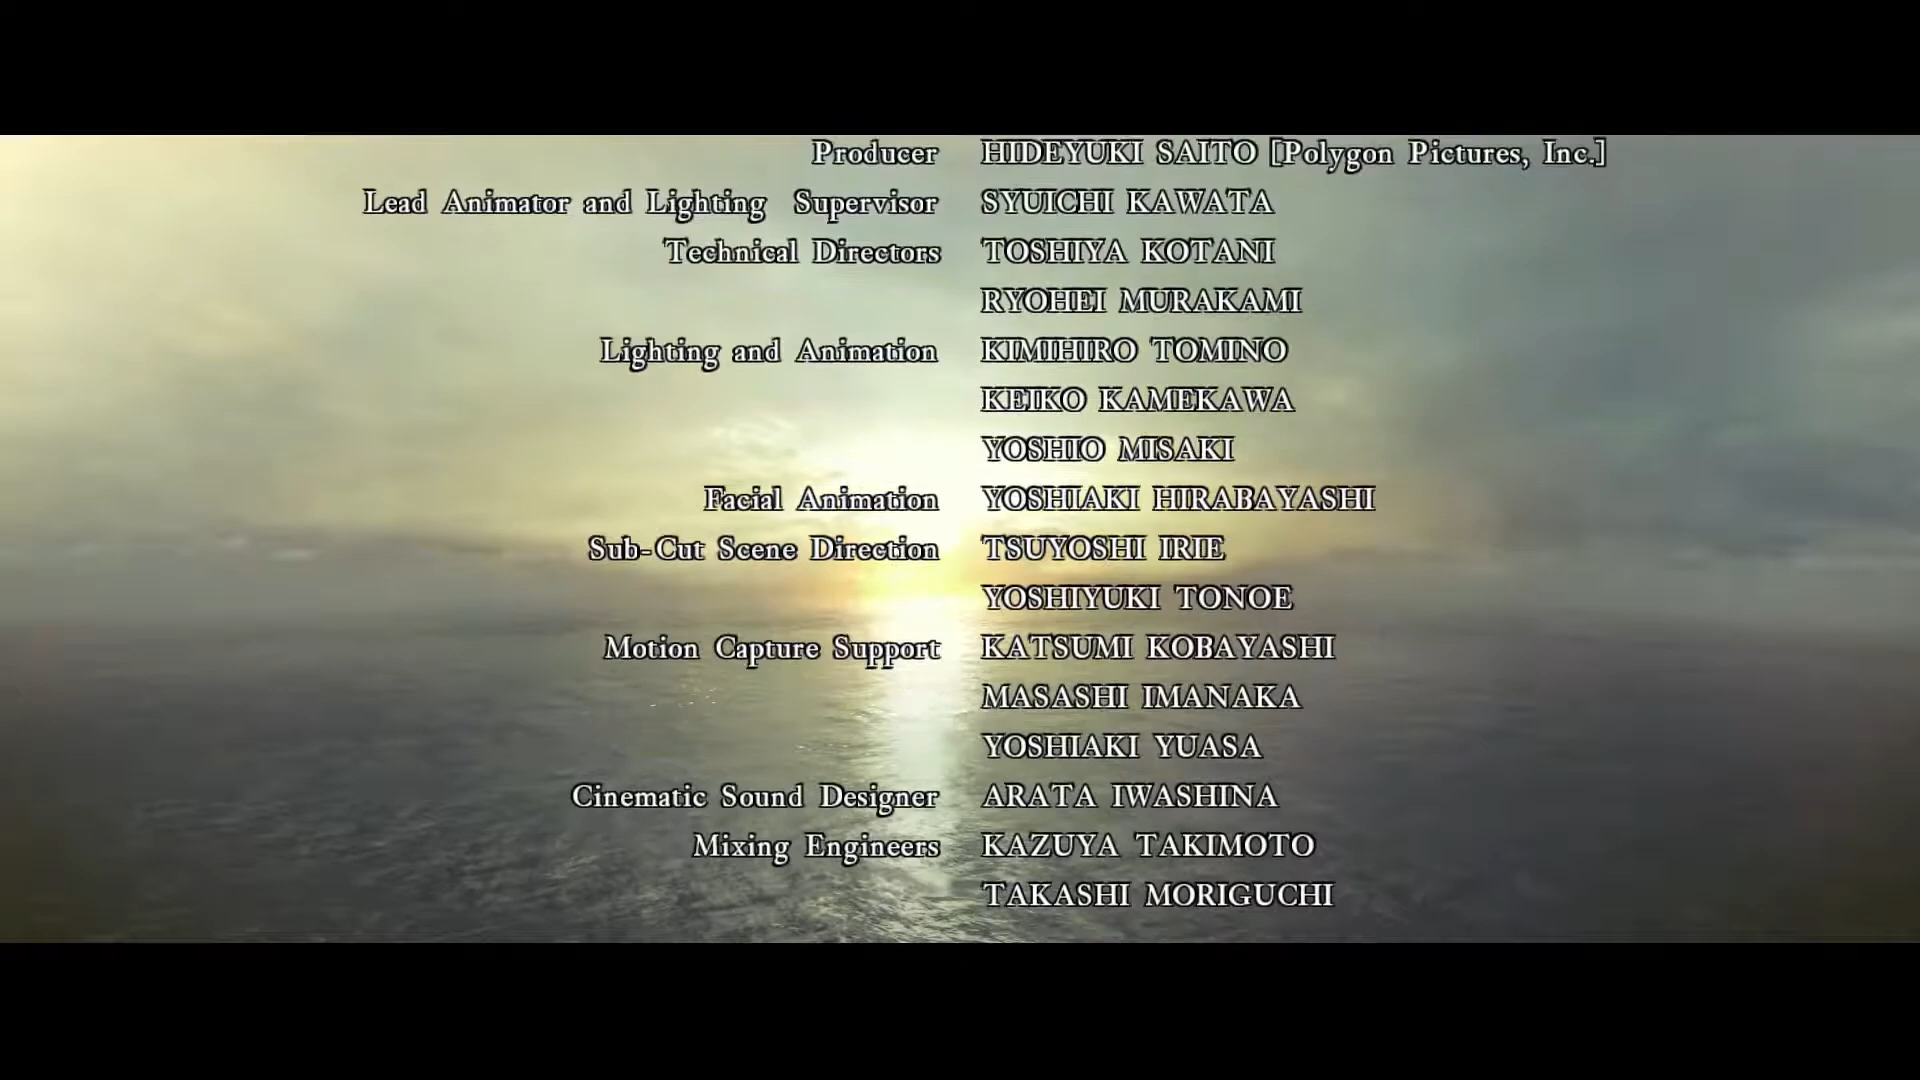 Producer HIDEYUKI SAITO [Polygon Pictures, Inc.]
Lead Animator and Lighting Supervisor SYUICHI KAWATA
Technical Directors TOSHIYA KOTANI
RYOHEI MURAKAMI
Lighting and Animation KIMIHIRO TOMINO
KEIKO KAMEKAWA
YOSHIO MISAKI
Facial Animation YOSHIAKI HIRABAYASHI
Sub-Cut Scene Direction TSUYOSHI IRIE
YOSHIYUKI TONOE
Motion Capture Support KATSUMI KOBAYASHI
MASASHI IMANAKA
YOSHIAKI YUASA
Cinematic Sound Designer ARATA IWASHINA
Mixing Engineers KAZUYA TAKIMOTO
TAKASHI MORIGUCHI